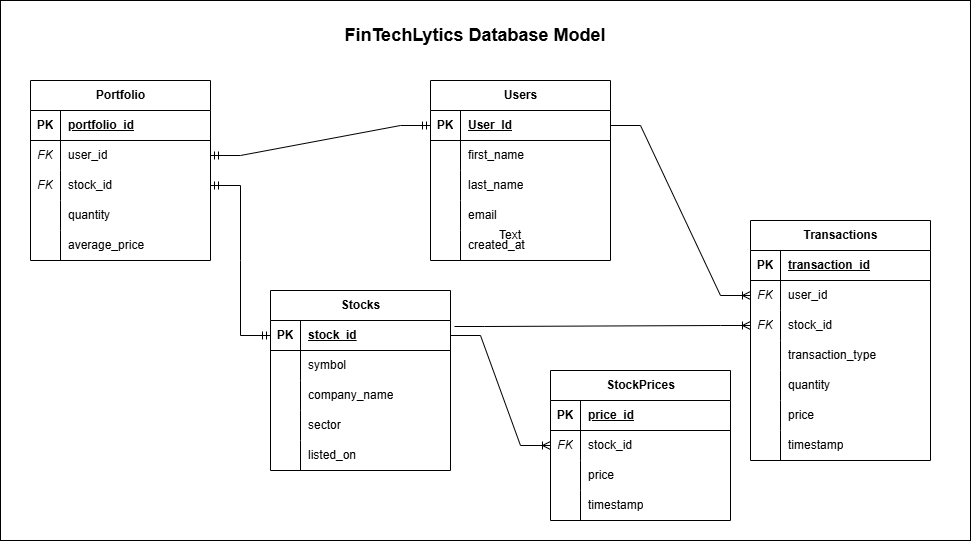 FinTechLytics Database Model
Portfolio
PK portfolio_id
FK user_id
FK stock_id
quantity
average_price
Users
PK User_Id
first_name
last_name
email
Text
created_at
Stocks
PK stock_id
symbol
company_name
sector
listed_on
StockPrices
PK price_id
FK stock_id
price
timestamp
Transactions
PK transaction_id
FK user_id
FK stock_id
transaction_type
quantity
price
timestamp